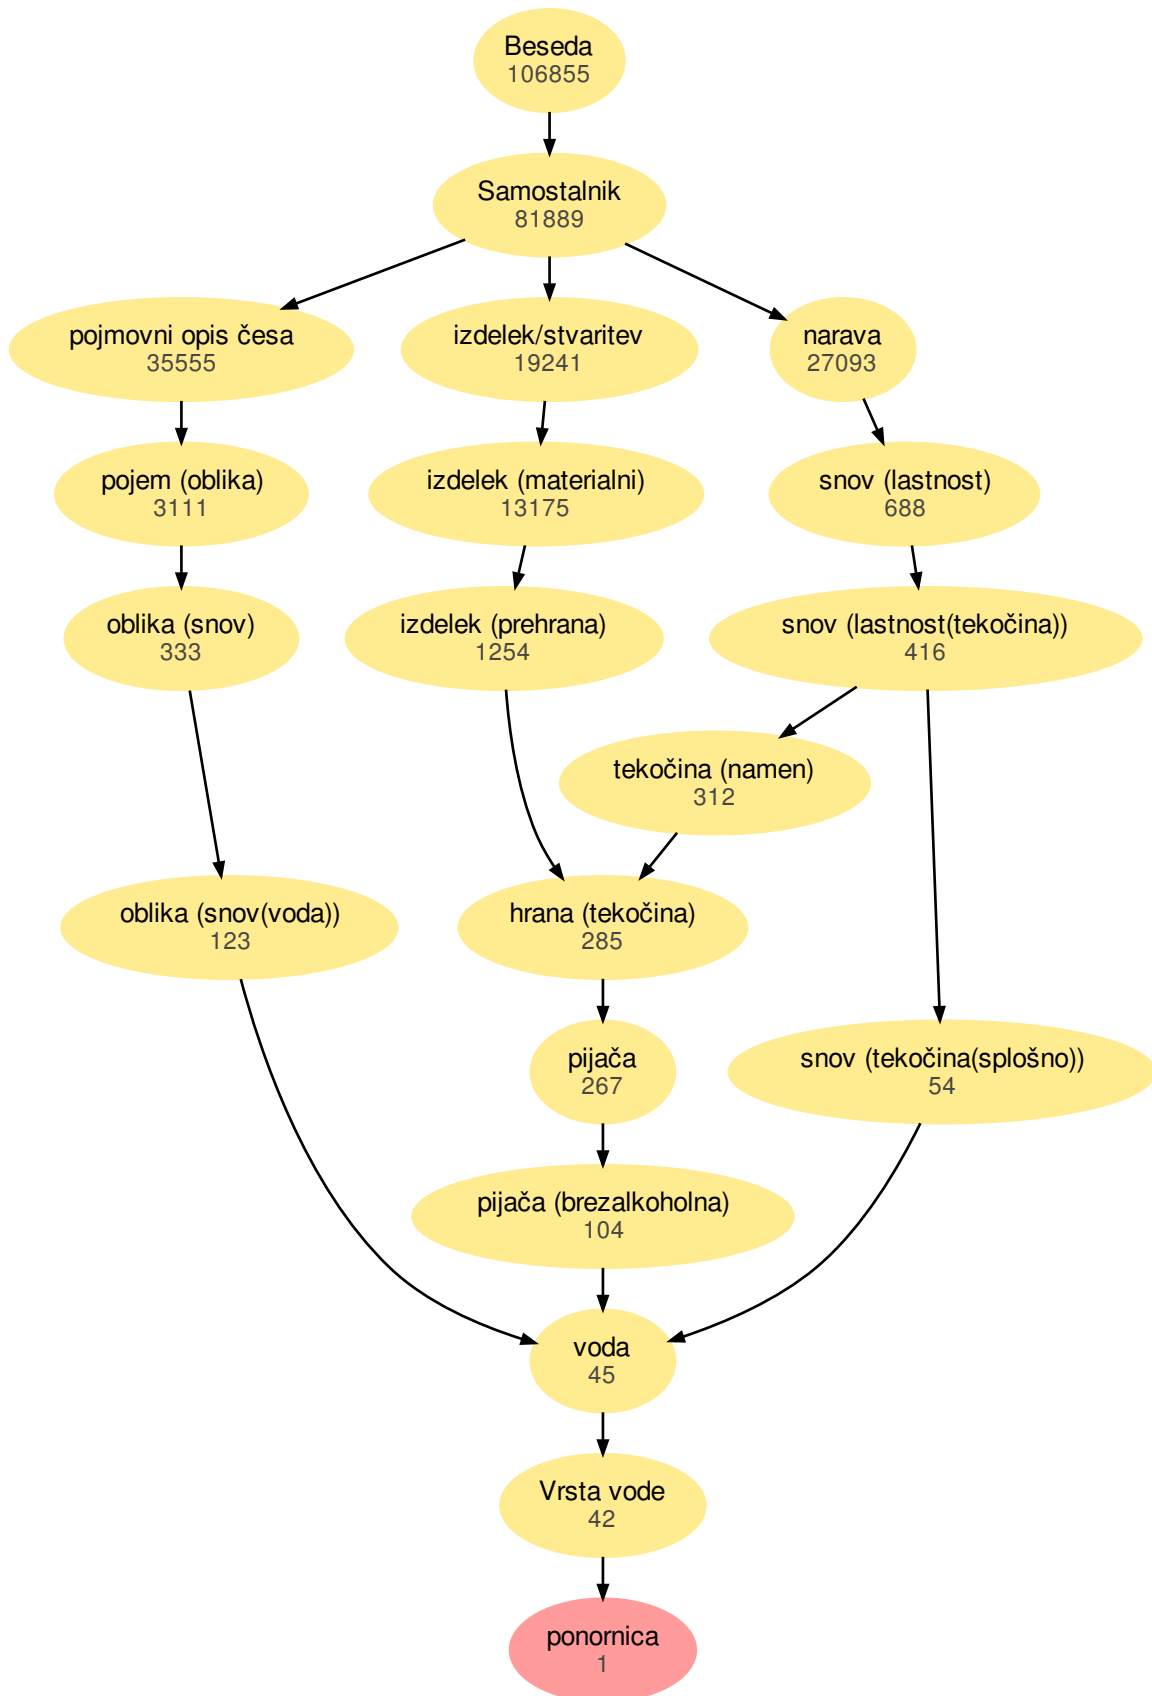 Beseda
106855
Samostalnik
81889
pojmovni opis česa
35555
izdelek/stvaritev
19241
narava
27093
pojem (oblika)
3111
izdelek (materialni)
13175
snov (lastnost)
688
oblika (snov)
333
izdelek (prehrana)
1254
snov (lastnost(tekočina))
416
tekočina (namen)
312
oblika (snov(voda))
123
hrana (tekočina)
285
pijača
267
snov (tekočina(splošno))
54
pijača (brezalkoholna)
104
voda
45
Vrsta vode
42
ponornica
1